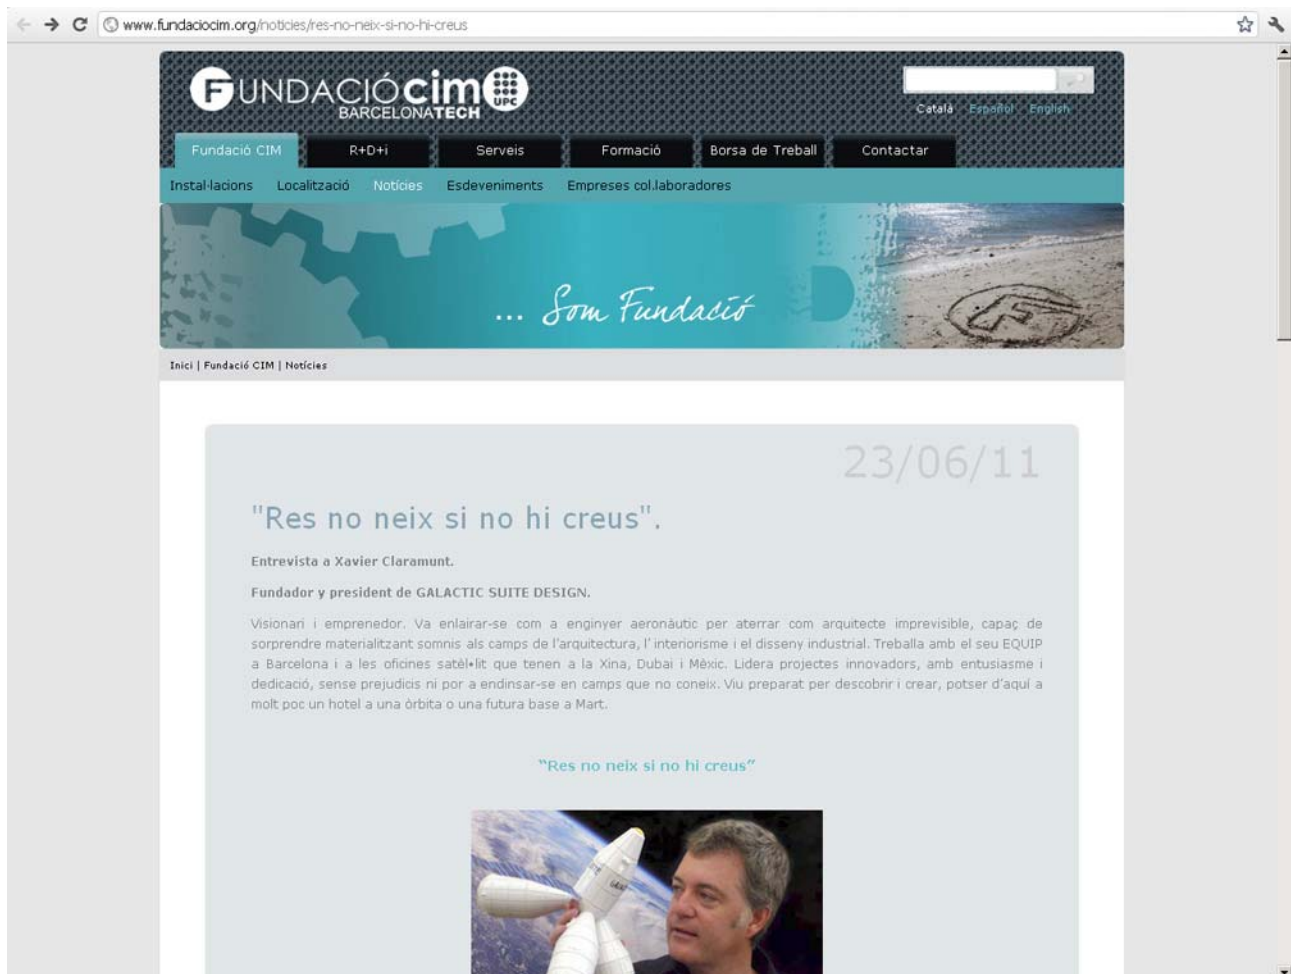 www.fundaciocim.org/noticies/res-no-neix-si-no-hi-creus
FUNDACIÓ cim UPC
BARCELONATECH
Català Español English
Fundació CIM R+D+i Serveis Formació Borsa de Treball Contactar
Instal·lacions Localització Notícies Esdeveniments Empreses col.laboradores
... Som Fundació
F
Inici | Fundació CIM | Notícies
23/06/11
"Res no neix si no hi creus".
Entrevista a Xavier Claramunt.
Fundador y president de GALACTIC SUITE DESIGN.
Visionari i emprenedor. Va enlairar-se com a enginyer aeronàutic per aterrar com arquitecte imprevisible, capaç de
sorprendre materialitzant somnis als camps de l'arquitectura, l' interiorisme i el disseny industrial. Treballa amb el seu EQUIP
a Barcelona i a les oficines satèl•lit que tenen a la Xina, Dubai i Mèxic. Lidera projectes innovadors, amb entusiasme i
dedicació, sense prejudicis ni por a endinsar-se en camps que no coneix. Viu preparat per descobrir i crear, potser d'aquí a
molt poc un hotel a una òrbita o una futura base a Mart.
“Res no neix si no hi creus”